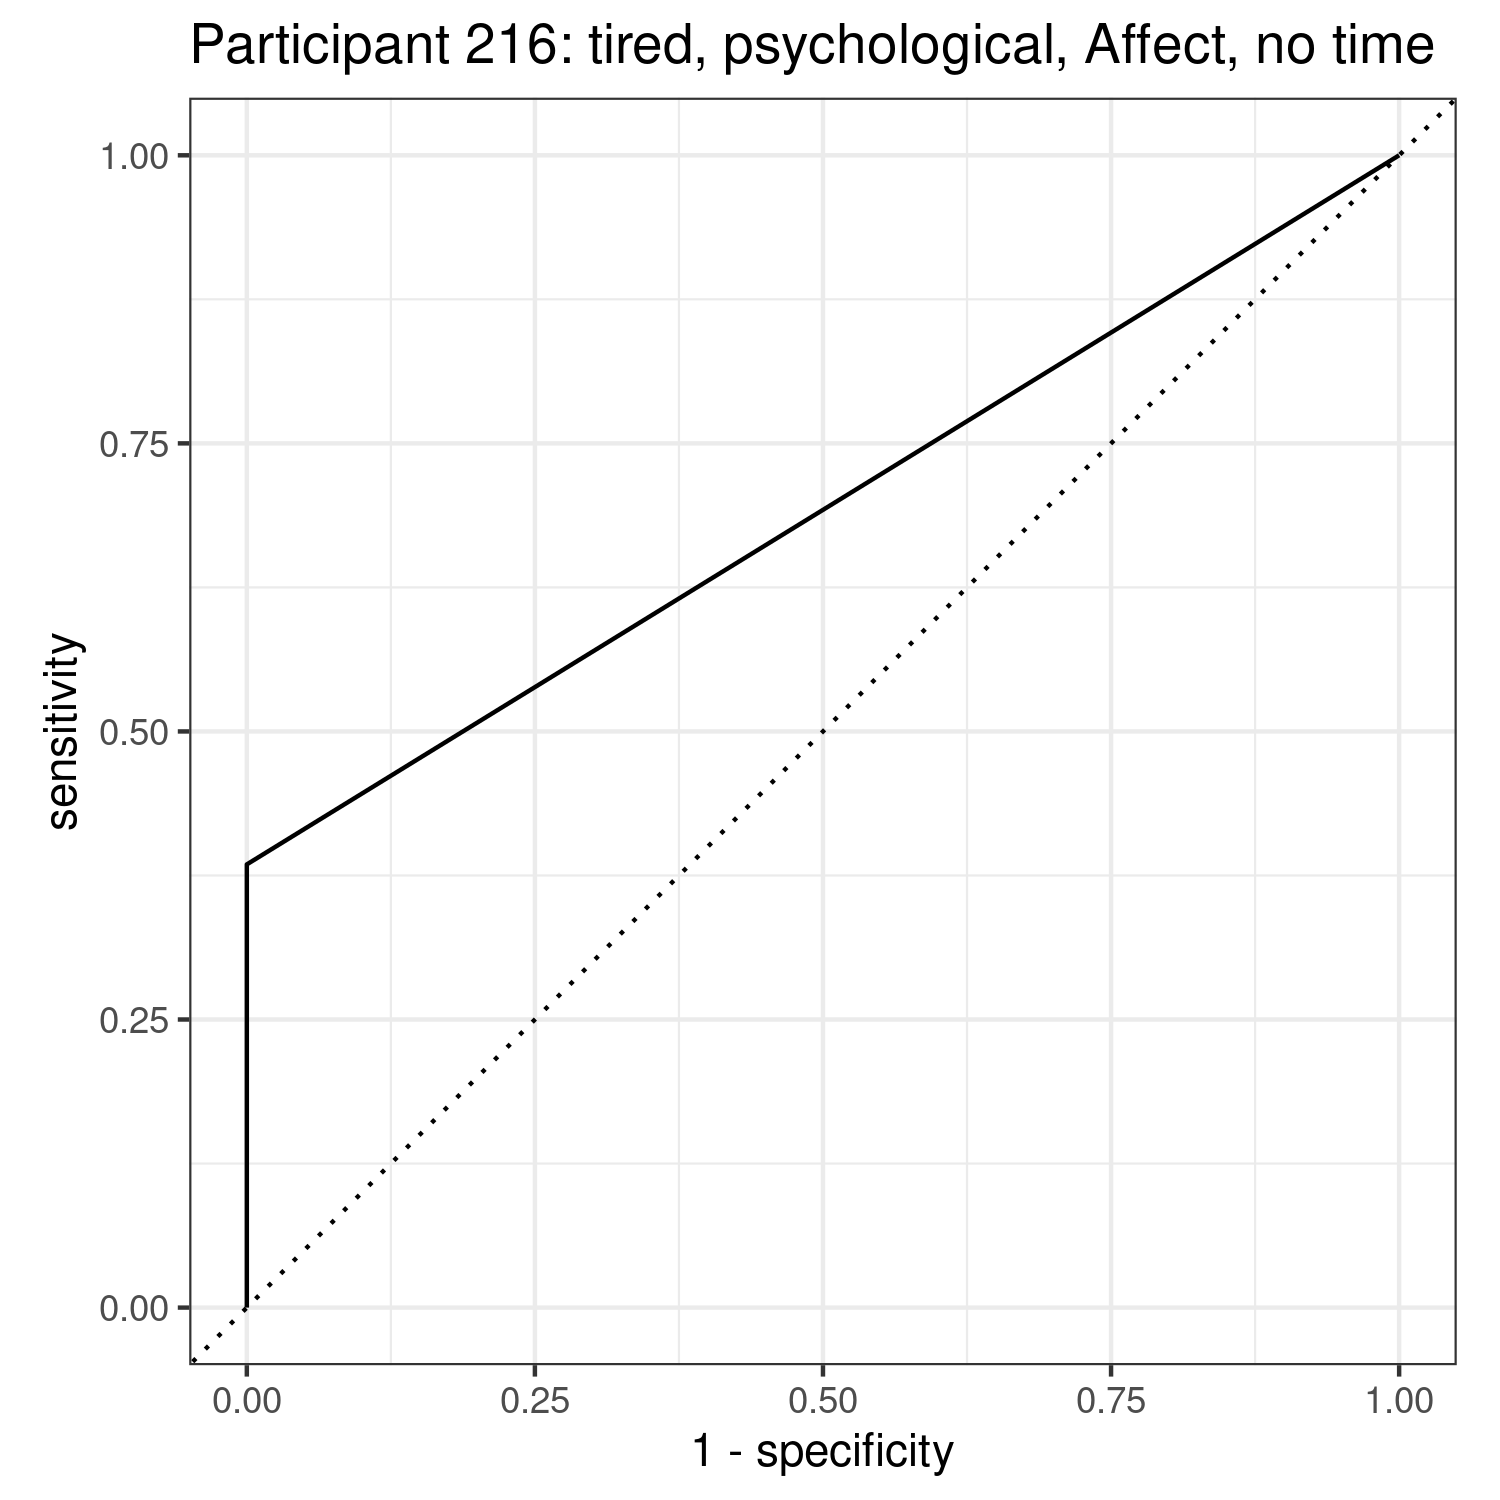 Participant 216: tired, psychological, Affect, no time
1.00
0.75
0.50
0.25
0.00
sensitivity
0.00 0.25 0.50 0.75 1.00
1 - specificity